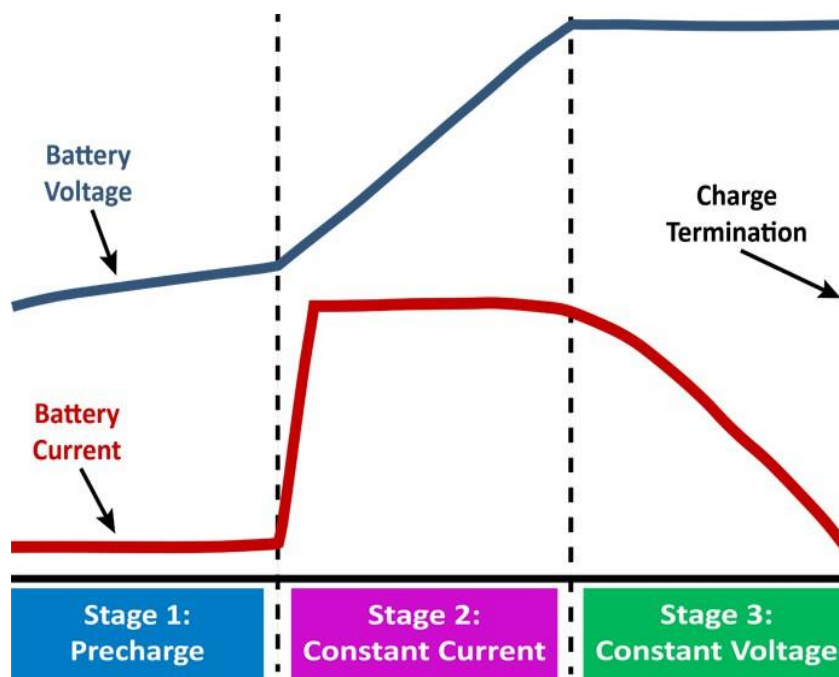 Battery
Voltage
Charge
Termination
Battery
Current
Stage 1:
Precharge
Stage 2:
Constant Current
Stage 3:
Constant Voltage